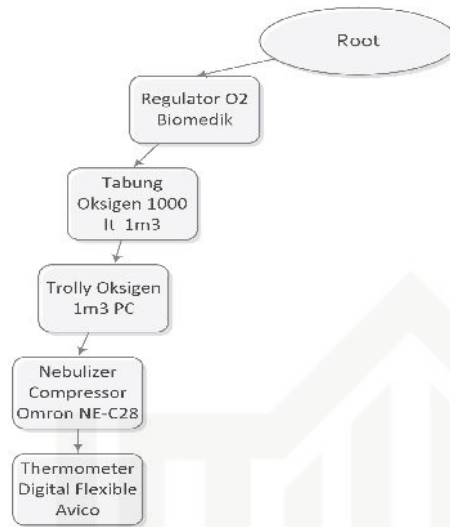 Root
Regulator O2
Biomedik
Tabung
Oksigen 1000
lt 1m3
Trolly Oksigen
1m3 PC
Nebulizer
Compressor
Omron NE-C28
Thermometer
Digital Flexible
Avico